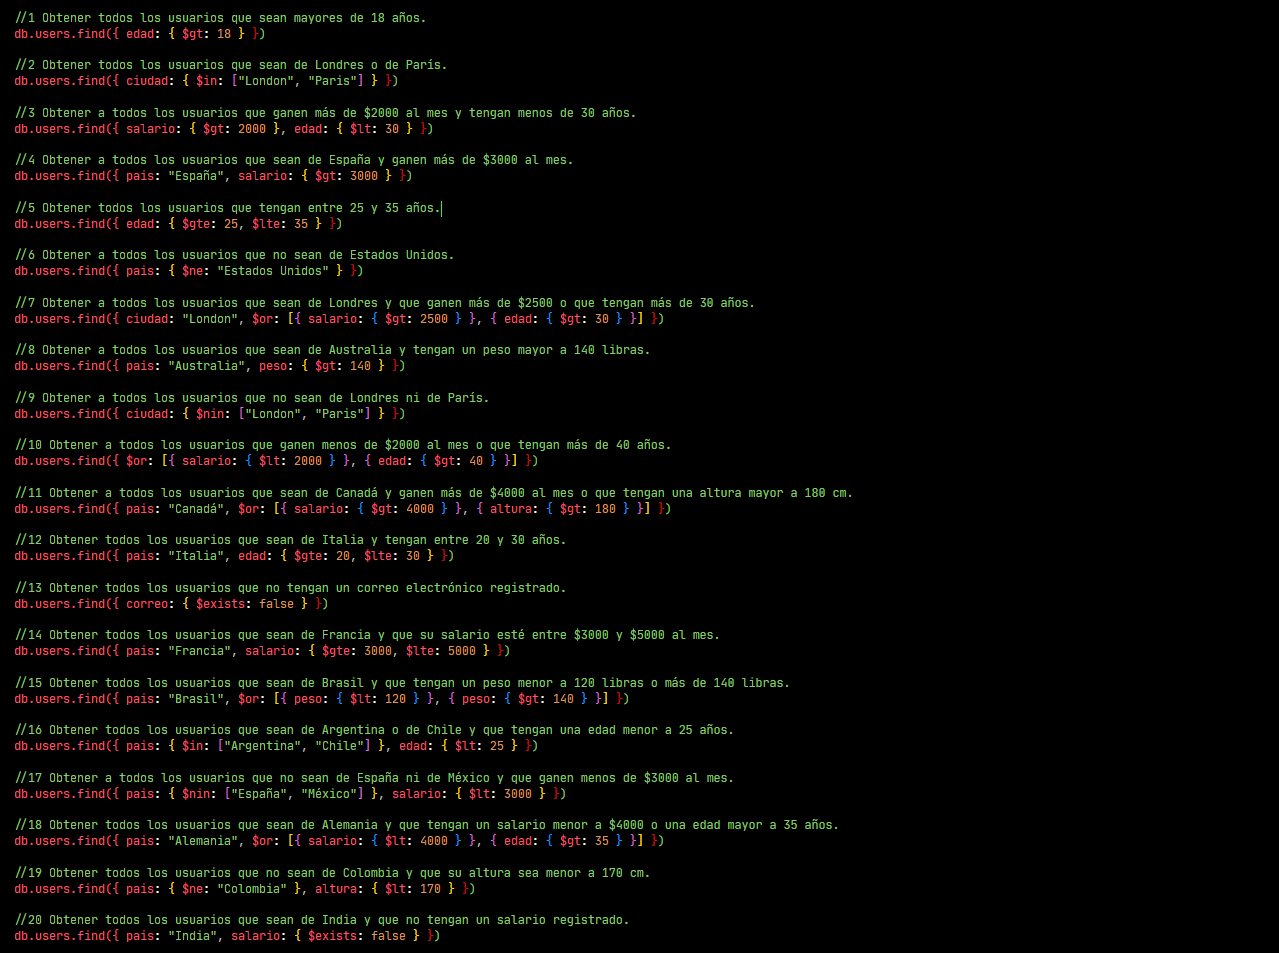 //1 Obtener todos los usuarios que sean mayores de 18 años.
db.users.find({ edad: { $gt: 18 } })
//2 Obtener todos los usuarios que sean de Londres o de París.
db.users.find({ ciudad: { $in: ["London", "Paris"] } })
//3 Obtener a todos los usuarios que ganen más de $2000 al mes y tengan menos de 30 años.
db.users.find({ salario: { $gt: 2000 }, edad: { $lt: 30 } })
//4 Obtener a todos los usuarios que sean de España y ganen más de $3000 al mes.
db.users.find({ pais: "España", salario: { $gt: 3000 } })
//5 Obtener todos los usuarios que tengan entre 25 y 35 años.
db.users.find({ edad: { $gte: 25, $lte: 35 } })
//6 Obtener a todos los usuarios que no sean de Estados Unidos.
db.users.find({ pais: { $ne: "Estados Unidos" } })
//7 Obtener a todos los usuarios que sean de Londres y que ganen más de $2500 o que tengan más de 30 años.
db.users.find({ ciudad: "London", $or: [{ salario: { $gt: 2500 } }, { edad: { $gt: 30 } }] })
//8 Obtener a todos los usuarios que sean de Australia y tengan un peso mayor a 140 libras.
db.users.find({ pais: "Australia", peso: { $gt: 140 } })
//9 Obtener a todos los usuarios que no sean de Londres ni de París.
db.users.find({ ciudad: { $nin: ["London", "Paris"] } })
//10 Obtener a todos los usuarios que ganen menos de $2000 al mes o que tengan más de 40 años.
db.users.find({ $or: [{ salario: { $lt: 2000 } }, { edad: { $gt: 40 } }] })
//11 Obtener a todos los usuarios que sean de Canadá y ganen más de $4000 al mes o que tengan una altura mayor a 180 cm.
db.users.find({ pais: "Canadá", $or: [{ salario: { $gt: 4000 } }, { altura: { $gt: 180 } }] })
//12 Obtener todos los usuarios que sean de Italia y tengan entre 20 y 30 años.
db.users.find({ pais: "Italia", edad: { $gte: 20, $lte: 30 } })
//13 Obtener todos los usuarios que no tengan un correo electrónico registrado.
db.users.find({ correo: { $exists: false } })
//14 Obtener todos los usuarios que sean de Francia y que su salario esté entre $3000 y $5000 al mes.
db.users.find({ pais: "Francia", salario: { $gte: 3000, $lte: 5000 } })
//15 Obtener todos los usuarios que sean de Brasil y que tengan un peso menor a 120 libras o más de 140 libras.
db.users.find({ pais: "Brasil", $or: [{ peso: { $lt: 120 } }, { peso: { $gt: 140 } }] })
//16 Obtener todos los usuarios que sean de Argentina o de Chile y que tengan una edad menor a 25 años.
db.users.find({ pais: { $in: ["Argentina", "Chile"] }, edad: { $lt: 25 } })
//17 Obtener a todos los usuarios que no sean de España ni de México y que ganen menos de $3000 al mes.
db.users.find({ pais: { $nin: ["España", "México"] }, salario: { $lt: 3000 } })
//18 Obtener todos los usuarios que sean de Alemania y que tengan un salario menor a $4000 o una edad mayor a 35 años.
db.users.find({ pais: "Alemania", $or: [{ salario: { $lt: 4000 } }, { edad: { $gt: 35 } }] })
//19 Obtener todos los usuarios que no sean de Colombia y que su altura sea menor a 170 cm.
db.users.find({ pais: { $ne: "Colombia" }, altura: { $lt: 170 } })
//20 Obtener todos los usuarios que sean de India y que no tengan un salario registrado.
db.users.find({ pais: "India", salario: { $exists: false } })